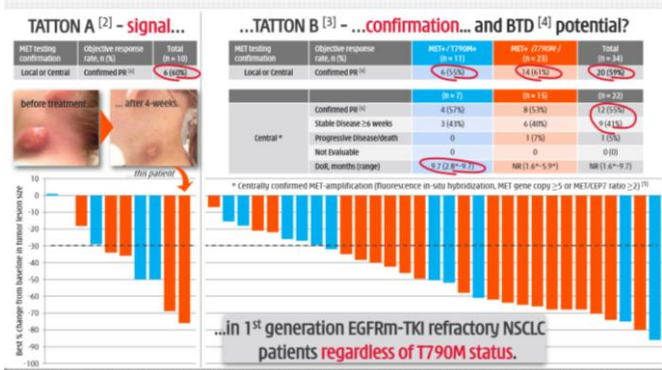 TATTON A [2] – signal...
MET testing confirmation Objective response rate, n (%) Total (n = 10)
Local or Central Confirmed PR [6] 6 (60%)
before treatment... ... after 4-weeks.
this patient
...TATTON B [3] – ...confirmation... and BTD [4] potential?
MET testing confirmation Objective response rate, n (%) MET+ / T790M+ (n = 11) MET+ (T790M-) (n = 23) Total (n = 34)
Local or Central Confirmed PR [6] 6 (55%) 14 (61%) 20 (59%)
(n = 7) (n = 15) (n = 22)
Central *
Confirmed PR [6] 4 (57%) 8 (53%) 12 (55%)
Stable Disease ≥6 weeks 3 (43%) 6 (40%) 9 (41%)
Progressive Disease/death 0 1 (7%) 1 (5%)
Not Evaluable 0 0 0 (0)
DoR, months (range) 9.7 (2.8*-9.7) NR (1.6*-5.9*) NR (1.6*-9.7)
* Centrally confirmed MET-amplification (fluorescence in-situ hybridization, MET gene copy ≥5 or MET/CEP7 ratio ≥2) [5]
Best % change from baseline in tumor lesion size
10
0
-10
-20
-30
-40
-50
-60
-70
-80
-90
-100
...in 1st generation EGFRm-TKI refractory NSCLC
patients regardless of T790M status.